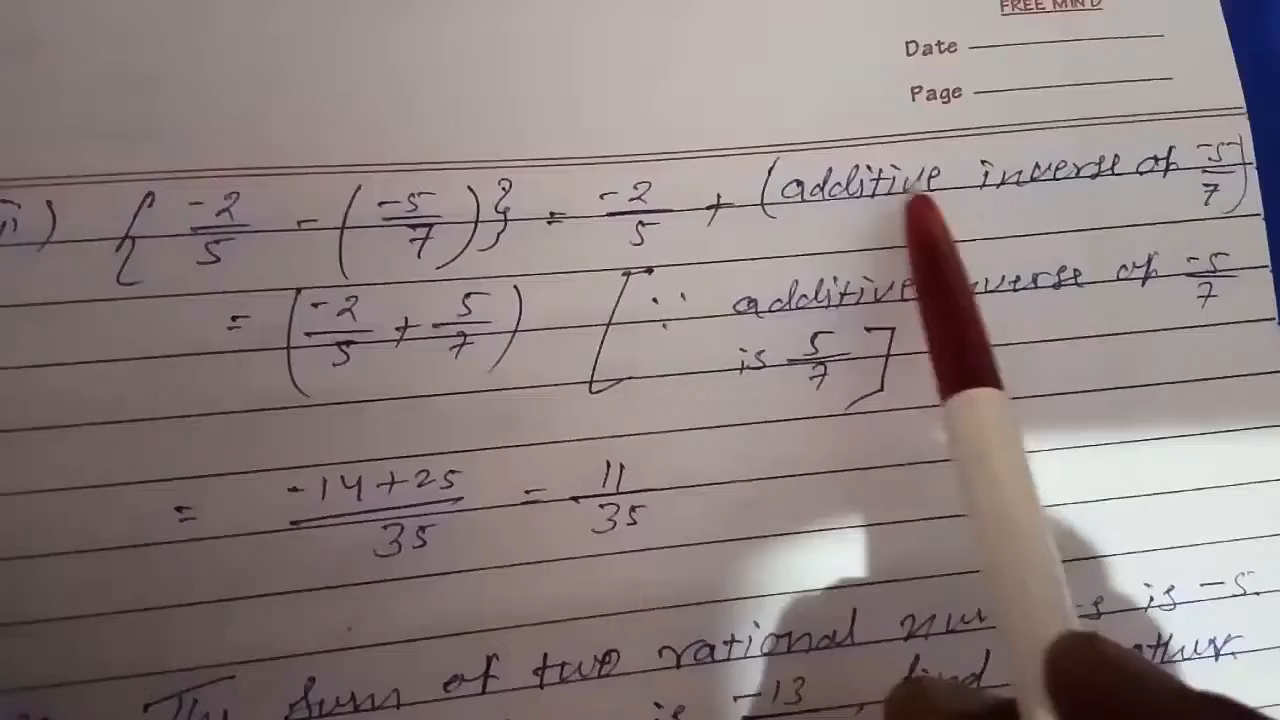 FREE MIND
Date
Page
ii) { -2/5 - (-5/7) } = -2/5 + (additive inverse of -5/7)
= (-2/5 + 5/7) [∵ additive inverse of -5/7
is 5/7]
= -14+25/35 = 11/35
The sum of two rational is -5.
is -13, find other.